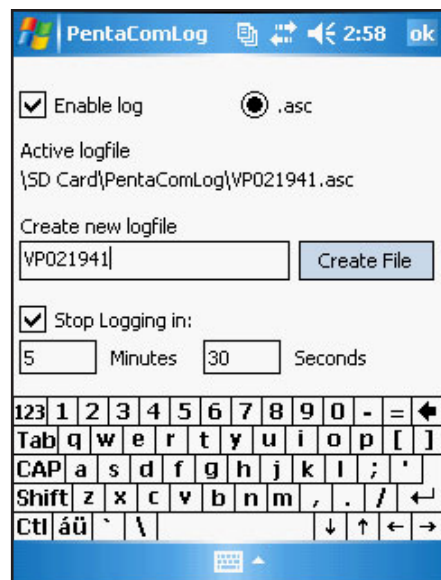 PentaComLog 2:58 ok
Enable log .asc
Active logfile
\SD Card\PentaComLog\VP021941.asc
Create new logfile
VP021941 Create File
Stop Logging in:
5 Minutes 30 Seconds
123 1 2 3 4 5 6 7 8 9 0 - =
Tab q w e r t y u i o p [ ]
CAP a s d f g h j k l ; '
Shift z x c v b n m , . /
Ctl áü ` \